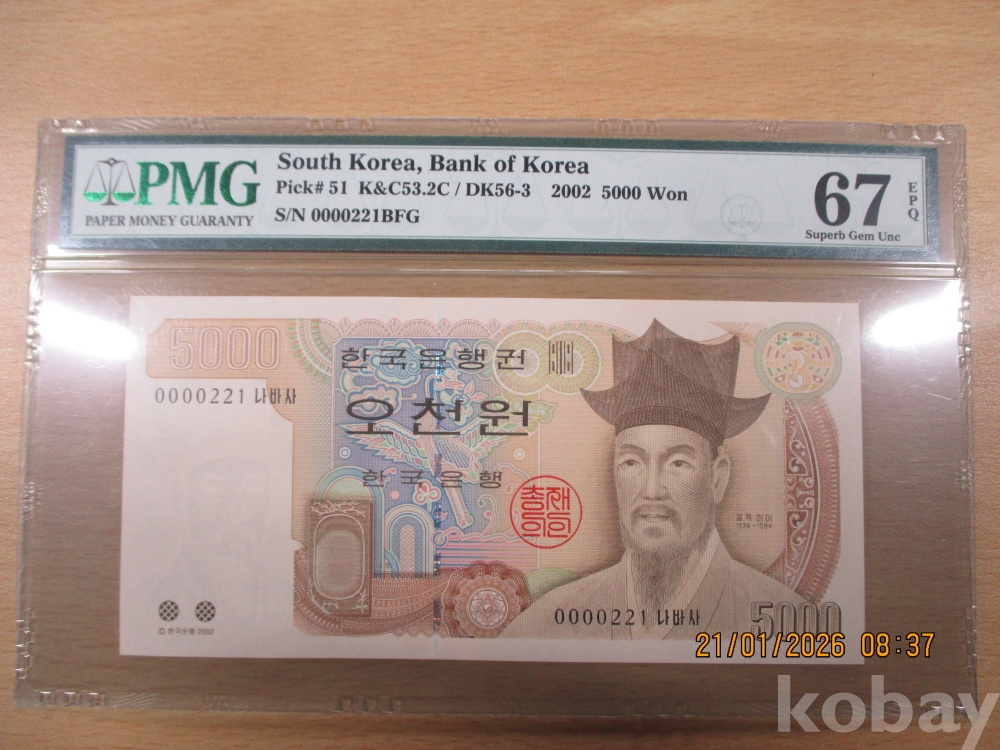 PMG
PAPER MONEY GUARANTY
South Korea, Bank of Korea
Pick# 51 K&C53.2C / DK56-3 2002 5000 Won
S/N 0000221BFG
67
EPQ
Superb Gem Unc
5000
한국은행권
0000221 나바사
오천원
한국은행
총재의인
율곡 이이
1536-1584
0000221 나바사
5000
© 한국은행 2002
21/01/2026 08:37
kobay